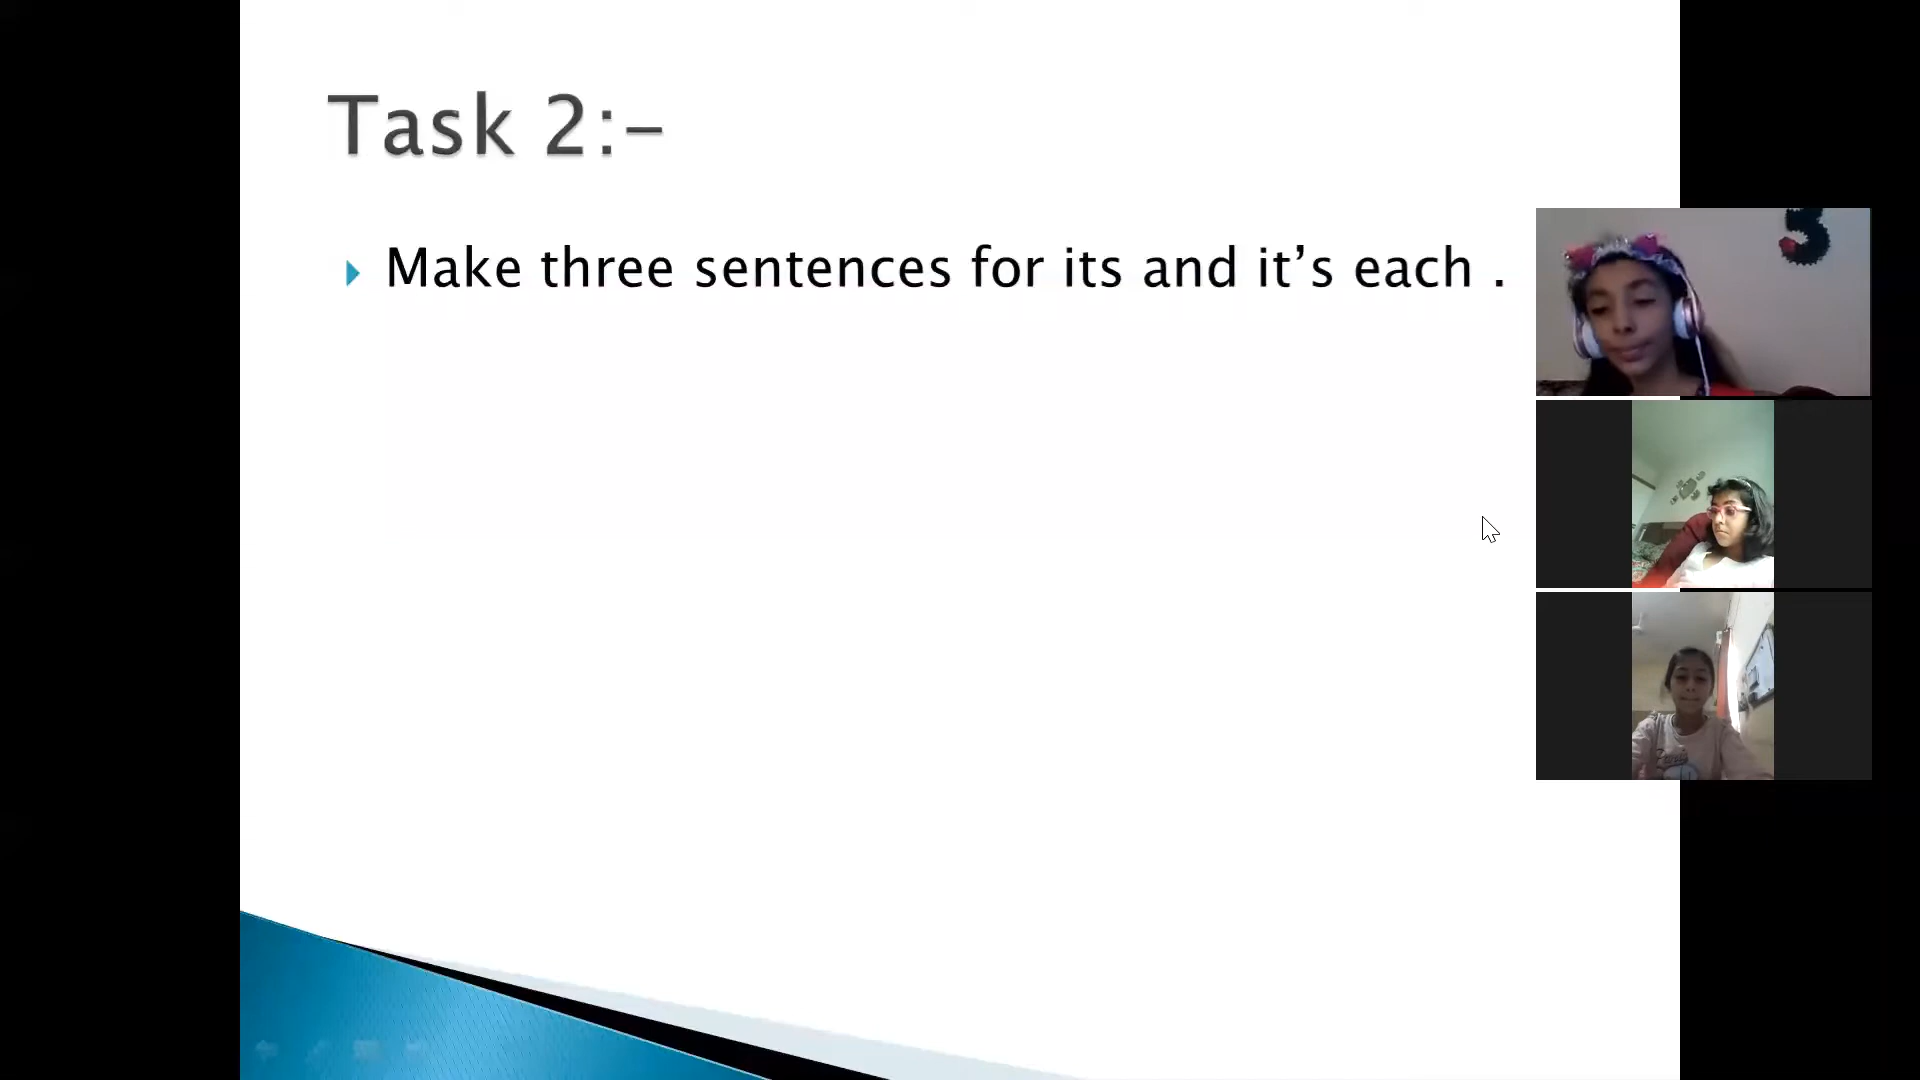 Task 2:-
Make three sentences for its and it’s each .